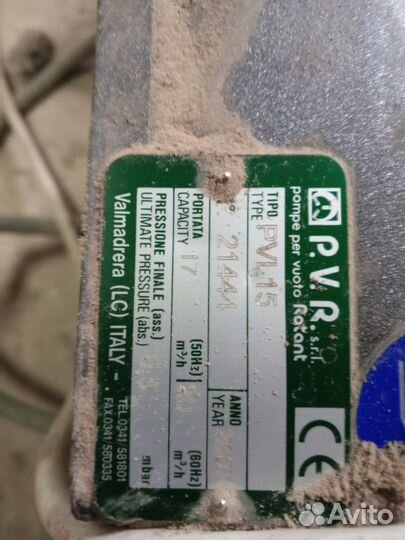 P.V.R. s.r.l.
pompe per vuoto Rotant
TIPO
TYPE PVL15
21444 ANNO
YEAR
PORTATA
CAPACITY 17 (50Hz)
m³/h (60Hz)
m³/h
PRESSIONE FINALE (ass.)
ULTIMATE PRESSURE (abs.) mbar
Valmadrera (LC) ITALY - TEL. 0341/581801
FAX.0341/580335
CE
Avito